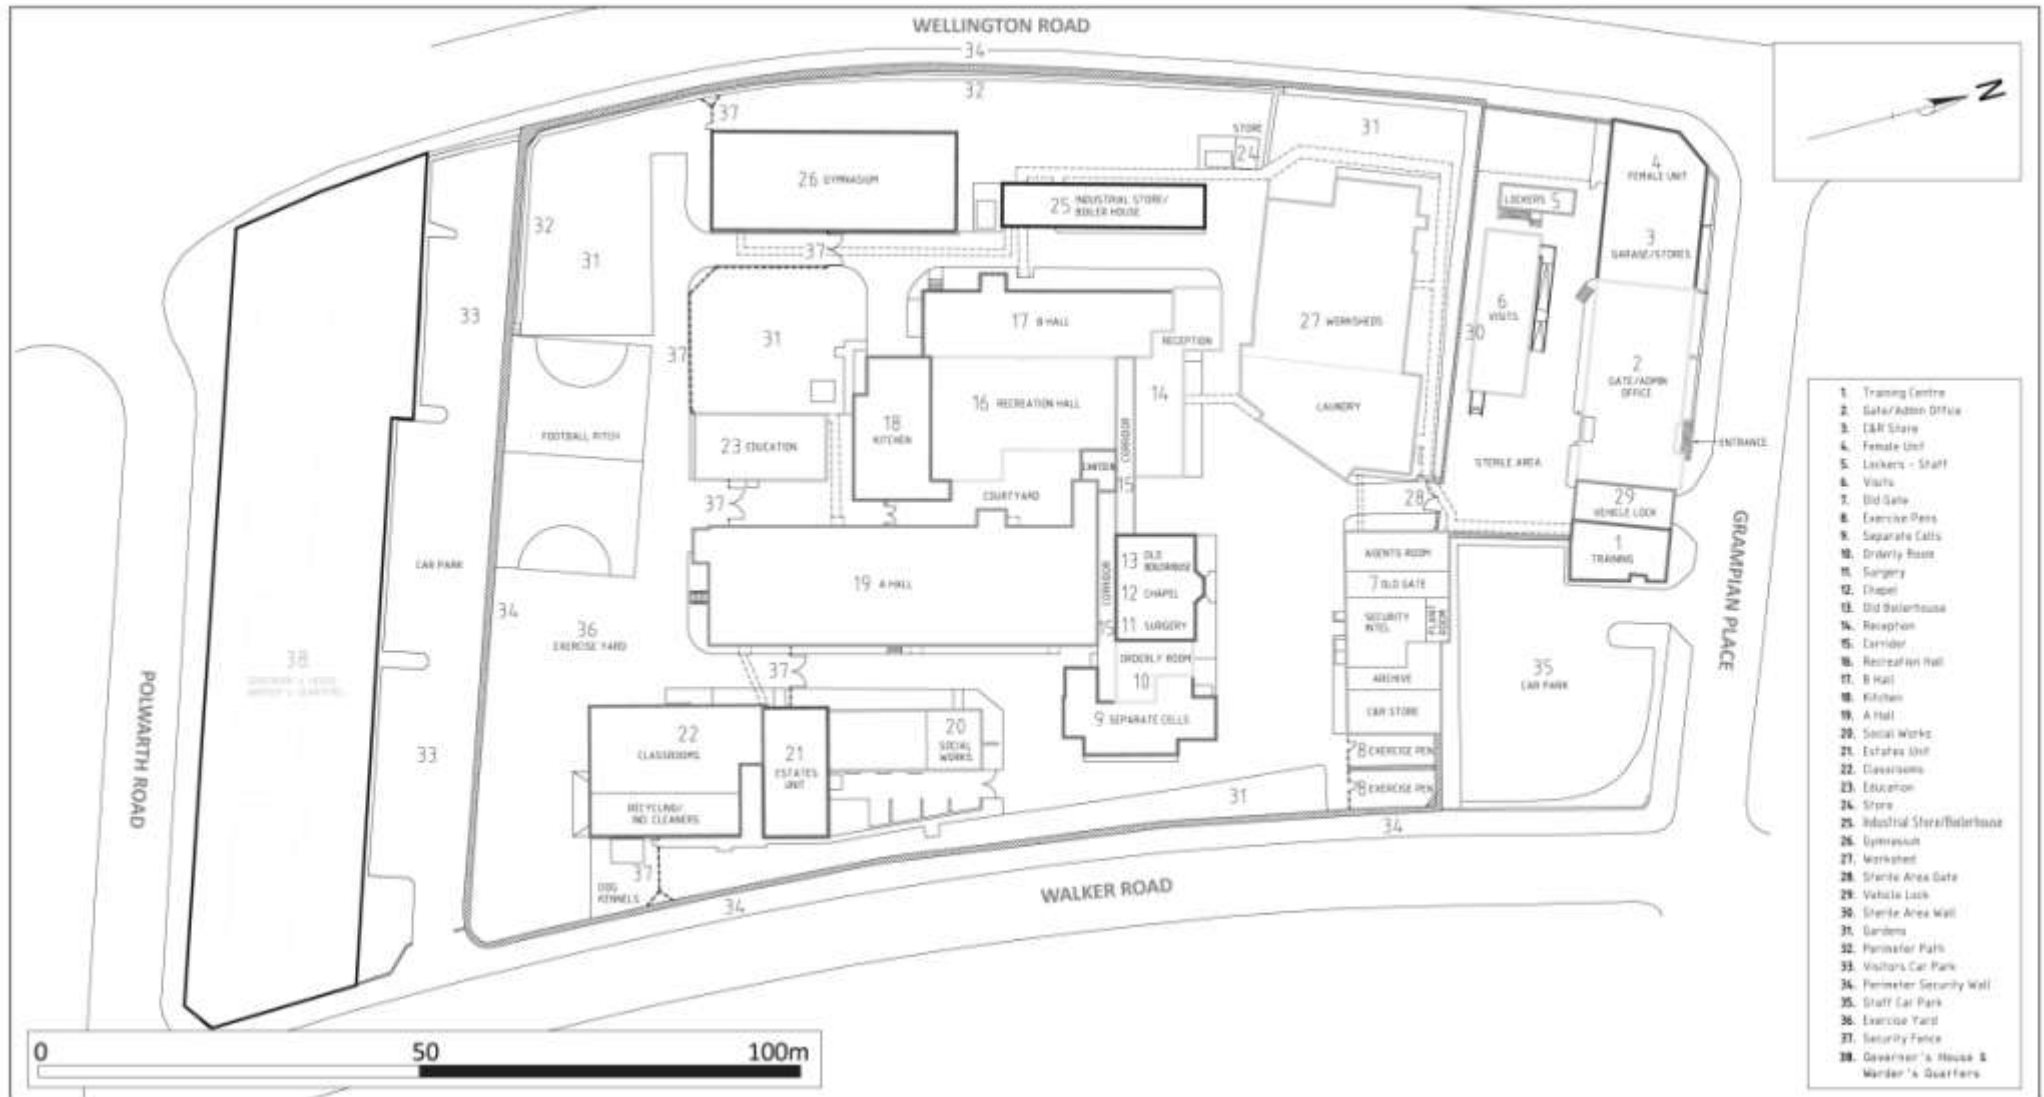 WELLINGTON ROAD
34
32
37
STORE
24
31
N
26 GYMNASIUM
25 INDUSTRIAL STORE/
BOILER HOUSE
4
FEMALE UNIT
LOCKERS 5
3
GARAGE/STORES
32
31
37
33
31
37
17 B HALL
RECEPTION
27 WORKSHEDS
30
6
VISITS
2
GATE/ADMIN
OFFICE
16 RECREATION HALL
14
18
KITCHEN
CORRIDOR
LAUNDRY
ENTRANCE
FOOTBALL PITCH
23 EDUCATION
CANTEEN
15
COURTYARD
STERILE AREA
37
28
29
VEHICLE LOCK
1
TRAINING
CAR PARK
19 A HALL
CORRIDOR
15
13 OLD
BOILERHOUSE
12 CHAPEL
11 SURGERY
AGENTS ROOM
7 OLD GATE
SECURITY
INTEL
PLANT
ROOM
34
36
EXERCISE YARD
37
ORDERLY ROOM
10
ARCHIVE
C&R STORE
35
CAR PARK
38
9 SEPARATE CELLS
22
CLASSROOMS
21
ESTATES
UNIT
20
SOCIAL
WORKS
8 EXERCISE PEN
8 EXERCISE PEN
33
RECYCLING/
IND CLEANERS
31
34
37
DOG
KENNELS
34
WALKER ROAD
POLWARTH ROAD
GRAMPIAN PLACE
0 50 100m
1. Training Centre
2. Gate/Admin Office
3. C&R Store
4. Female Unit
5. Lockers - Staff
6. Visits
7. Old Gate
8. Exercise Pens
9. Separate Cells
10. Orderly Room
11. Surgery
12. Chapel
13. Old Boilerhouse
14. Reception
15. Corridor
16. Recreation Hall
17. B Hall
18. Kitchen
19. A Hall
20. Social Works
21. Estates Unit
22. Classrooms
23. Education
24. Store
25. Industrial Store/Boilerhouse
26. Gymnasium
27. Workshed
28. Sterile Area Gate
29. Vehicle Lock
30. Sterile Area Wall
31. Gardens
32. Perimeter Path
33. Visitors Car Park
34. Perimeter Security Wall
35. Staff Car Park
36. Exercise Yard
37. Security Fence
38. Governor's House &
Warder's Quarters